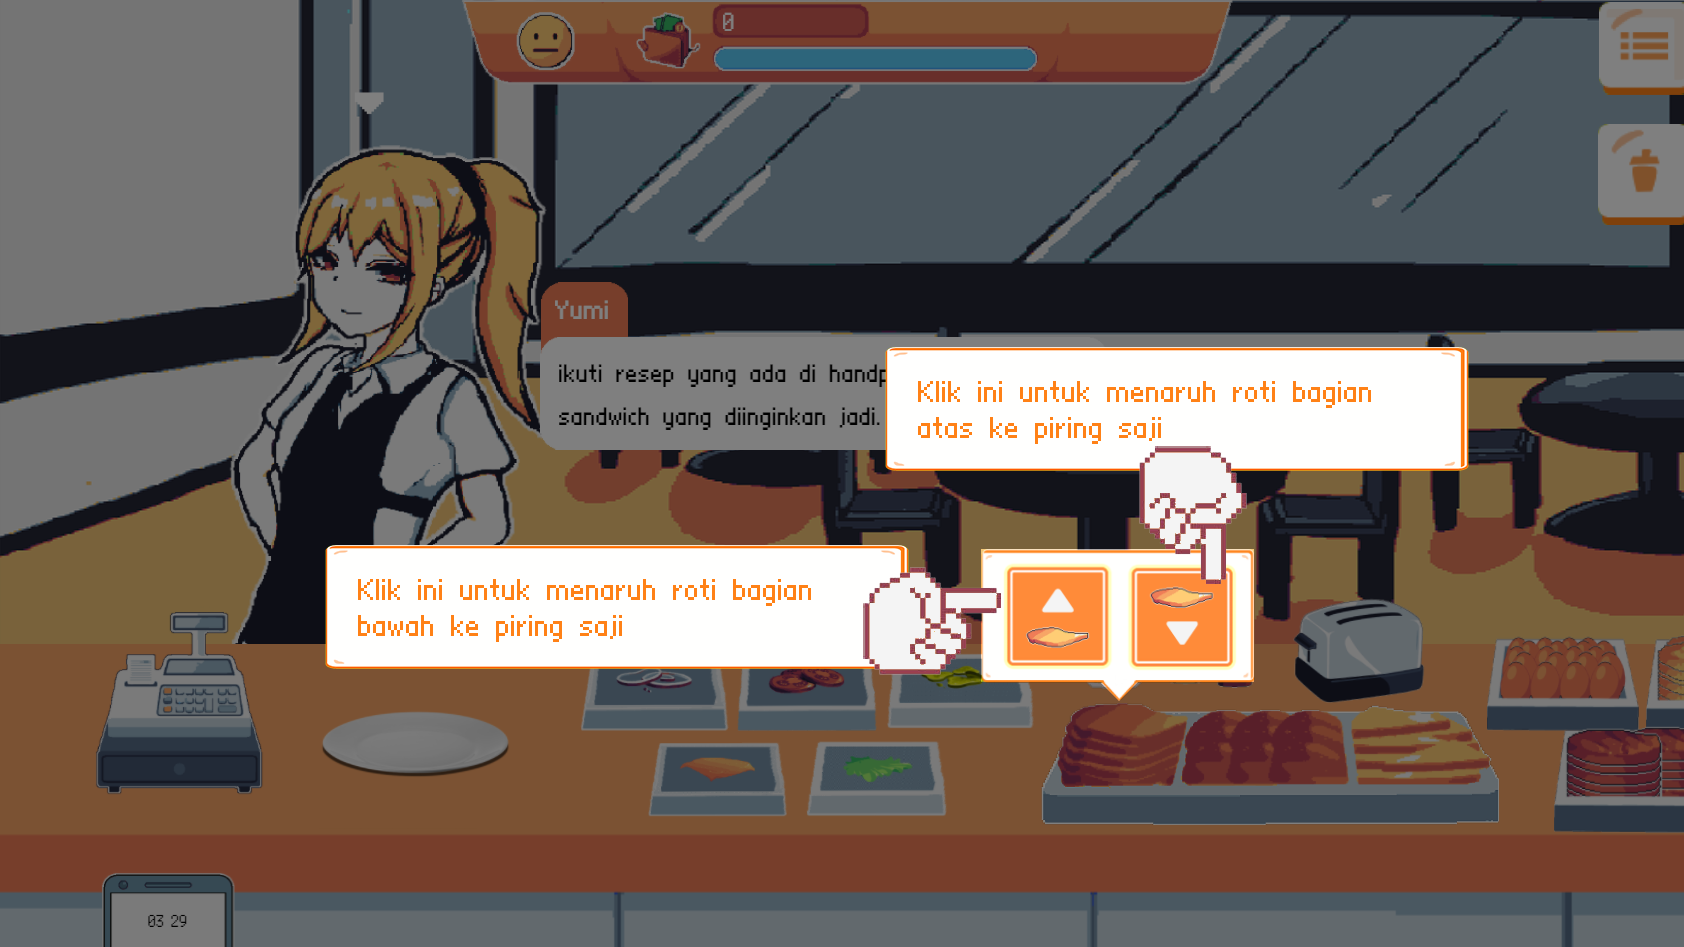 0
Yumi
ikuti resep yang ada di
sandwich yang diinginkan jadi.
Klik ini untuk menaruh roti bagian
atas ke piring saji
Klik ini untuk menaruh roti bagian
bawah ke piring saji
03 29